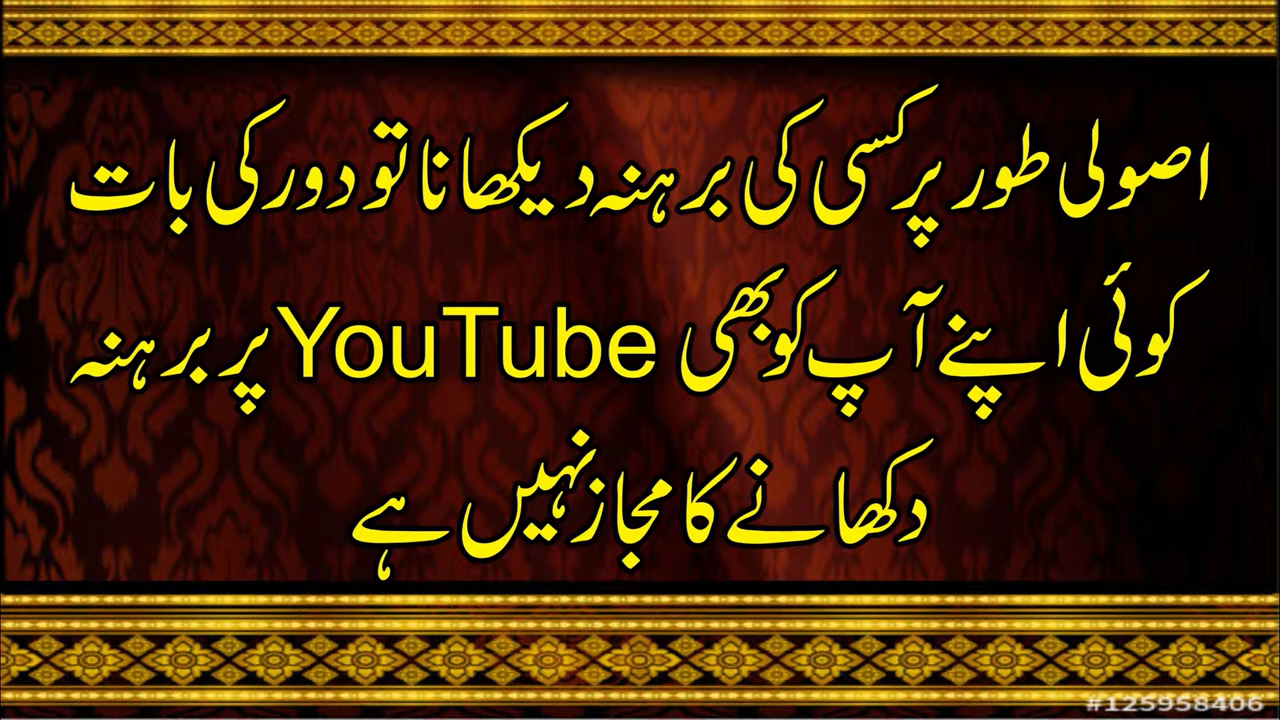 اصولی طور پر کسی کی برہنہ دیکھانا تو دور کی بات
کوئی اپنے آپ کو بھی YouTube پر برہنہ
دکھانے کا مجاز نہیں ہے
#125958406